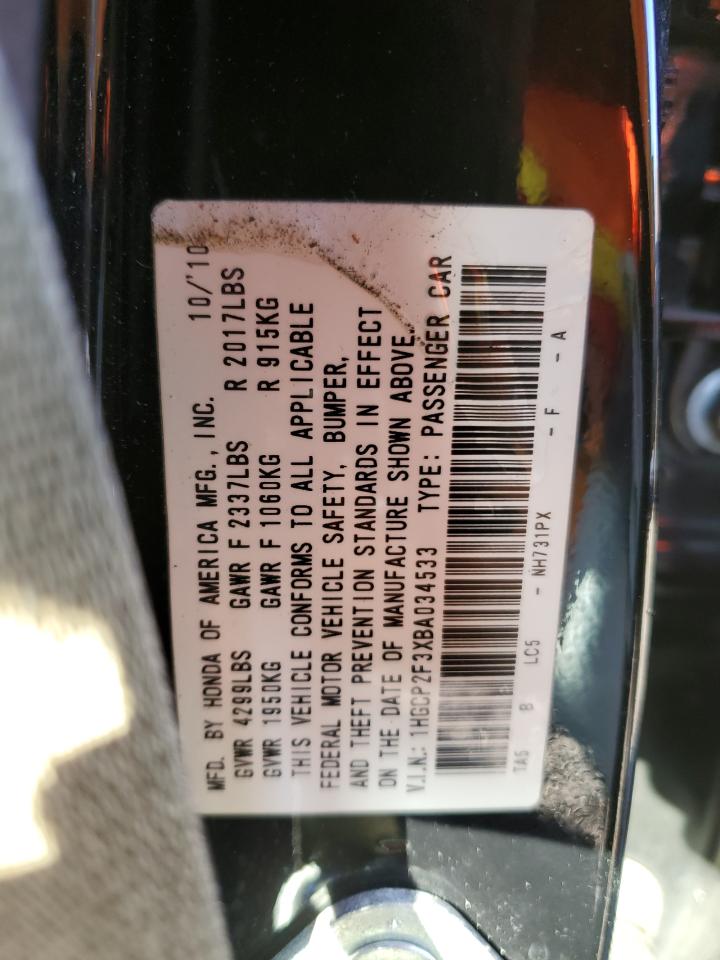 MFD. BY HONDA OF AMERICA MFG., INC. 10/'10
GVWR 4299LBS GAWR F 2337LBS R 2017LBS
GVWR 1950KG GAWR F 1060KG R 915KG
THIS VEHICLE CONFORMS TO ALL APPLICABLE
FEDERAL MOTOR VEHICLE SAFETY, BUMPER,
AND THEFT PREVENTION STANDARDS IN EFFECT
ON THE DATE OF MANUFACTURE SHOWN ABOVE.
V.I.N.: 1HGCP2F3XBA034533 TYPE: PASSENGER CAR
TA5 B LC5 - NH731PX - F - A